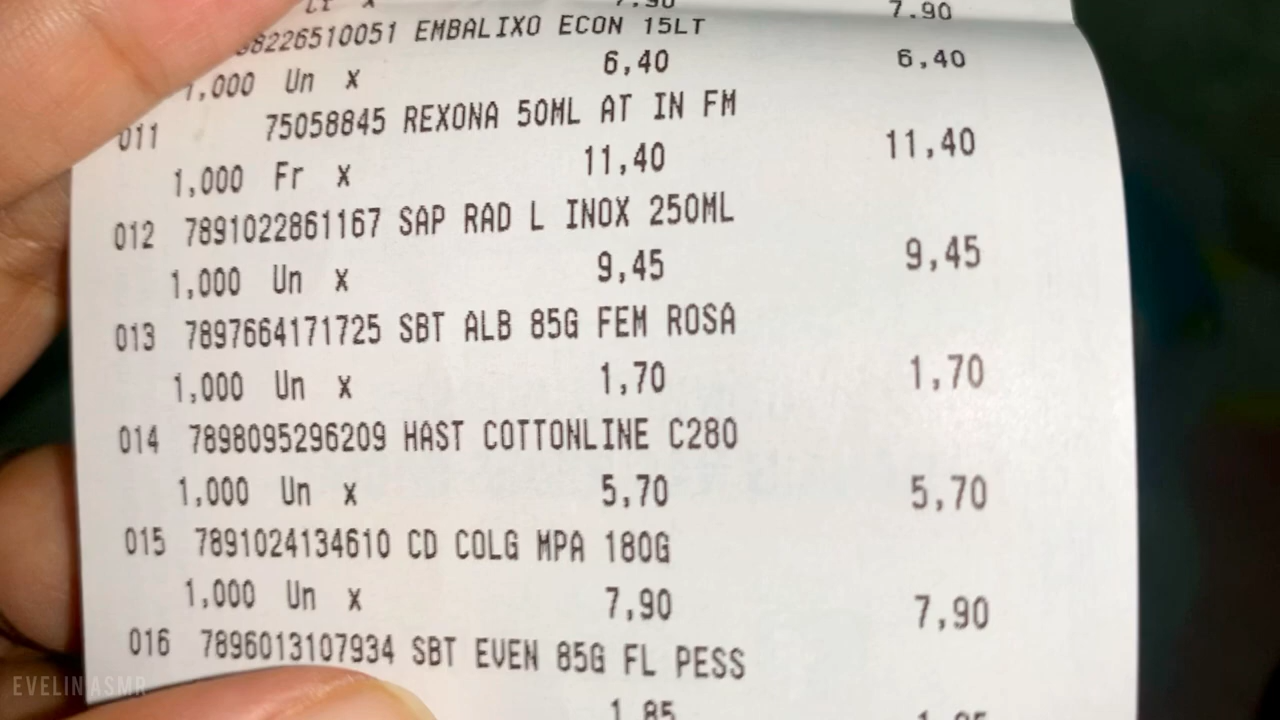 7.90 7.90
8226510051 EMBALIXO ECON 15LT
1,000 Un x 6,40 6,40
011 75058845 REXONA 50ML AT IN FM
1,000 Fr x 11,40 11,40
012 7891022861167 SAP RAD L INOX 250ML
1,000 Un x 9,45 9,45
013 7897664171725 SBT ALB 85G FEM ROSA
1,000 Un x 1,70 1,70
014 7898095296209 HAST COTTONLINE C280
1,000 Un x 5,70 5,70
015 7891024134610 CD COLG MPA 180G
1,000 Un x 7,90 7,90
016 7896013107934 SBT EVEN 85G FL PESS
1,85
EVELIN ASMR